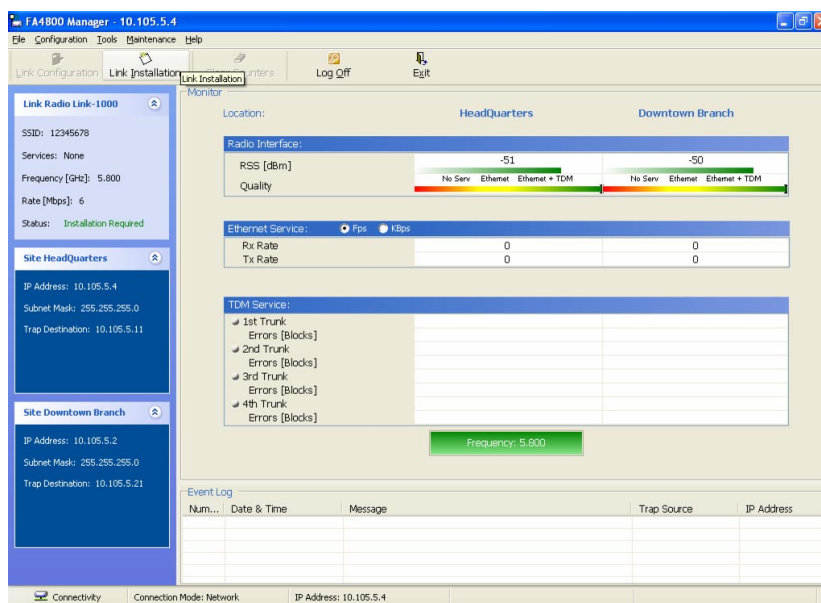 FA4800 Manager - 10.105.5.4
File Configuration Tools Maintenance Help
Link Configuration Link Installation Counters Log Off Exit
Link Installation
Link Radio Link-1000
SSID: 12345678
Services: None
Frequency [GHz]: 5.800
Rate [Mbps]: 6
Status: Installation Required
Site HeadQuarters
IP Address: 10.105.5.4
Subnet Mask: 255.255.255.0
Trap Destination: 10.105.5.11
Site Downtown Branch
IP Address: 10.105.5.2
Subnet Mask: 255.255.255.0
Trap Destination: 10.105.5.21
Monitor
Location: HeadQuarters Downtown Branch
Radio Interface:
RSS [dBm] -51 -50
No Serv Ethernet Ethernet + TDM No Serv Ethernet Ethernet + TDM
Quality
Ethernet Service: Fps KBps
Rx Rate 0 0
Tx Rate 0 0
TDM Service:
1st Trunk
Errors [Blocks]
2nd Trunk
Errors [Blocks]
3rd Trunk
Errors [Blocks]
4th Trunk
Errors [Blocks]
Frequency: 5.800
Event Log
Num... Date & Time Message Trap Source IP Address
Connectivity Connection Mode: Network IP Address: 10.105.5.4